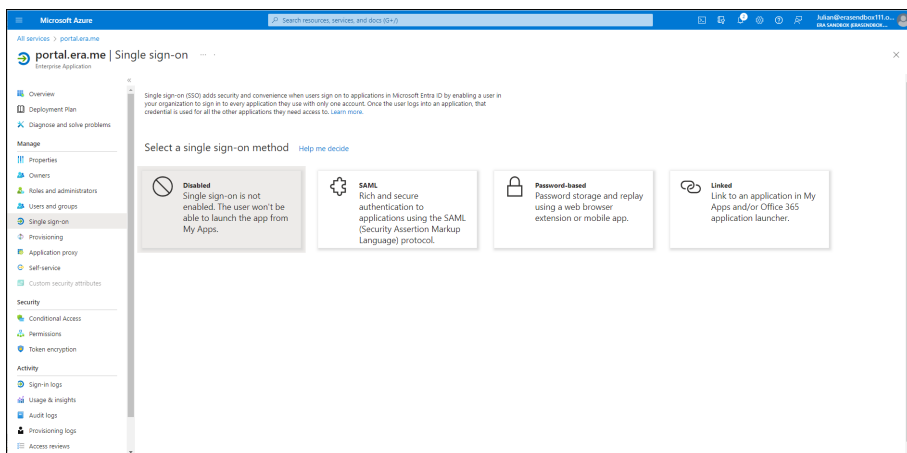 Microsoft Azure
Search resources, services, and docs (G+/)
Julian@erasendbox111.o...
ERA SANDBOX (ERASENDBOX....
All services > portal.era.me
portal.era.me | Single sign-on ...
Enterprise Application
Overview
Deployment Plan
Diagnose and solve problems
Manage
Properties
Owners
Roles and administrators
Users and groups
Single sign-on
Provisioning
Application proxy
Self-service
Custom security attributes
Security
Conditional Access
Permissions
Token encryption
Activity
Sign-in logs
Usage & insights
Audit logs
Provisioning logs
Access reviews
Single sign-on (SSO) adds security and convenience when users sign on to applications in Microsoft Entra ID by enabling a user in
your organization to sign in to every application they use with only one account. Once the user logs into an application, that
credential is used for all the other applications they need access to. Learn more.
Select a single sign-on method Help me decide
Disabled
Single sign-on is not
enabled. The user won't be
able to launch the app from
My Apps.
SAML
Rich and secure
authentication to
applications using the SAML
(Security Assertion Markup
Language) protocol.
Password-based
Password storage and replay
using a web browser
extension or mobile app.
Linked
Link to an application in My
Apps and/or Office 365
application launcher.